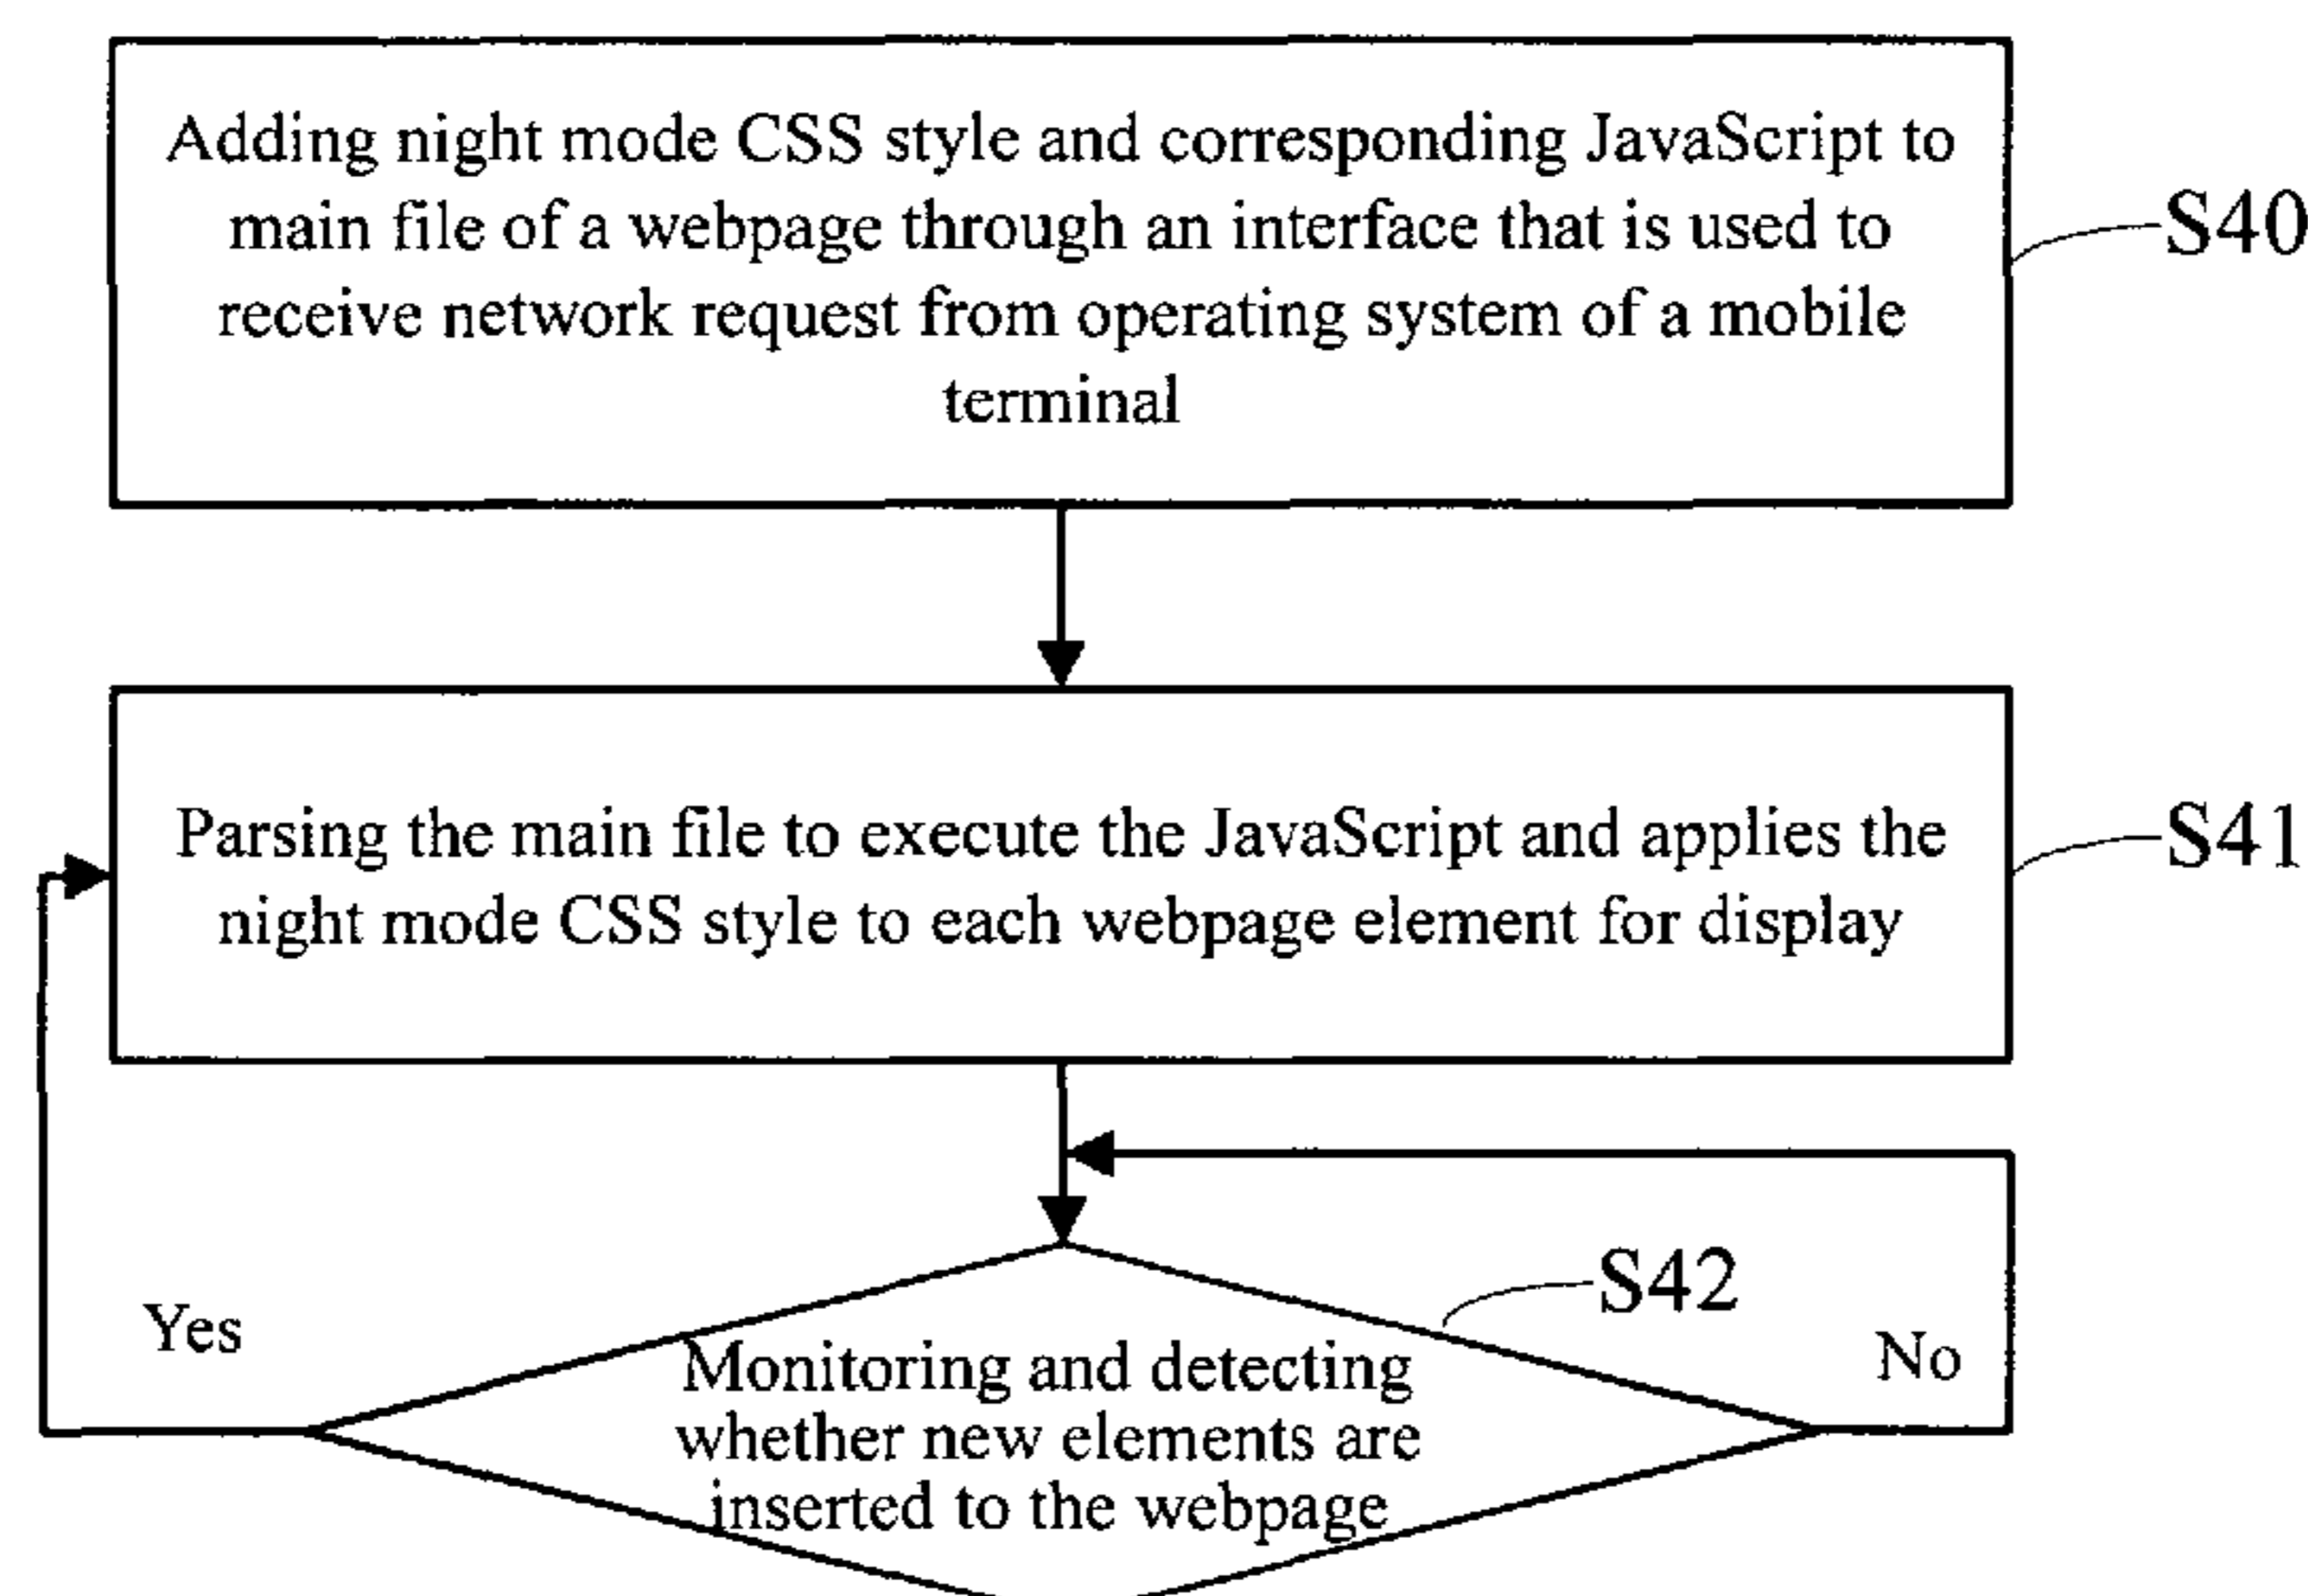 Adding night mode CSS style and corresponding JavaScript to
main file of a webpage through an interface that is used to
receive network request from operating system of a mobile
terminal
S40
Parsing the main file to execute the JavaScript and applies the
night mode CSS style to each webpage element for display
S41
S42
Yes
No
Monitoring and detecting
whether new elements are
inserted to the webpage